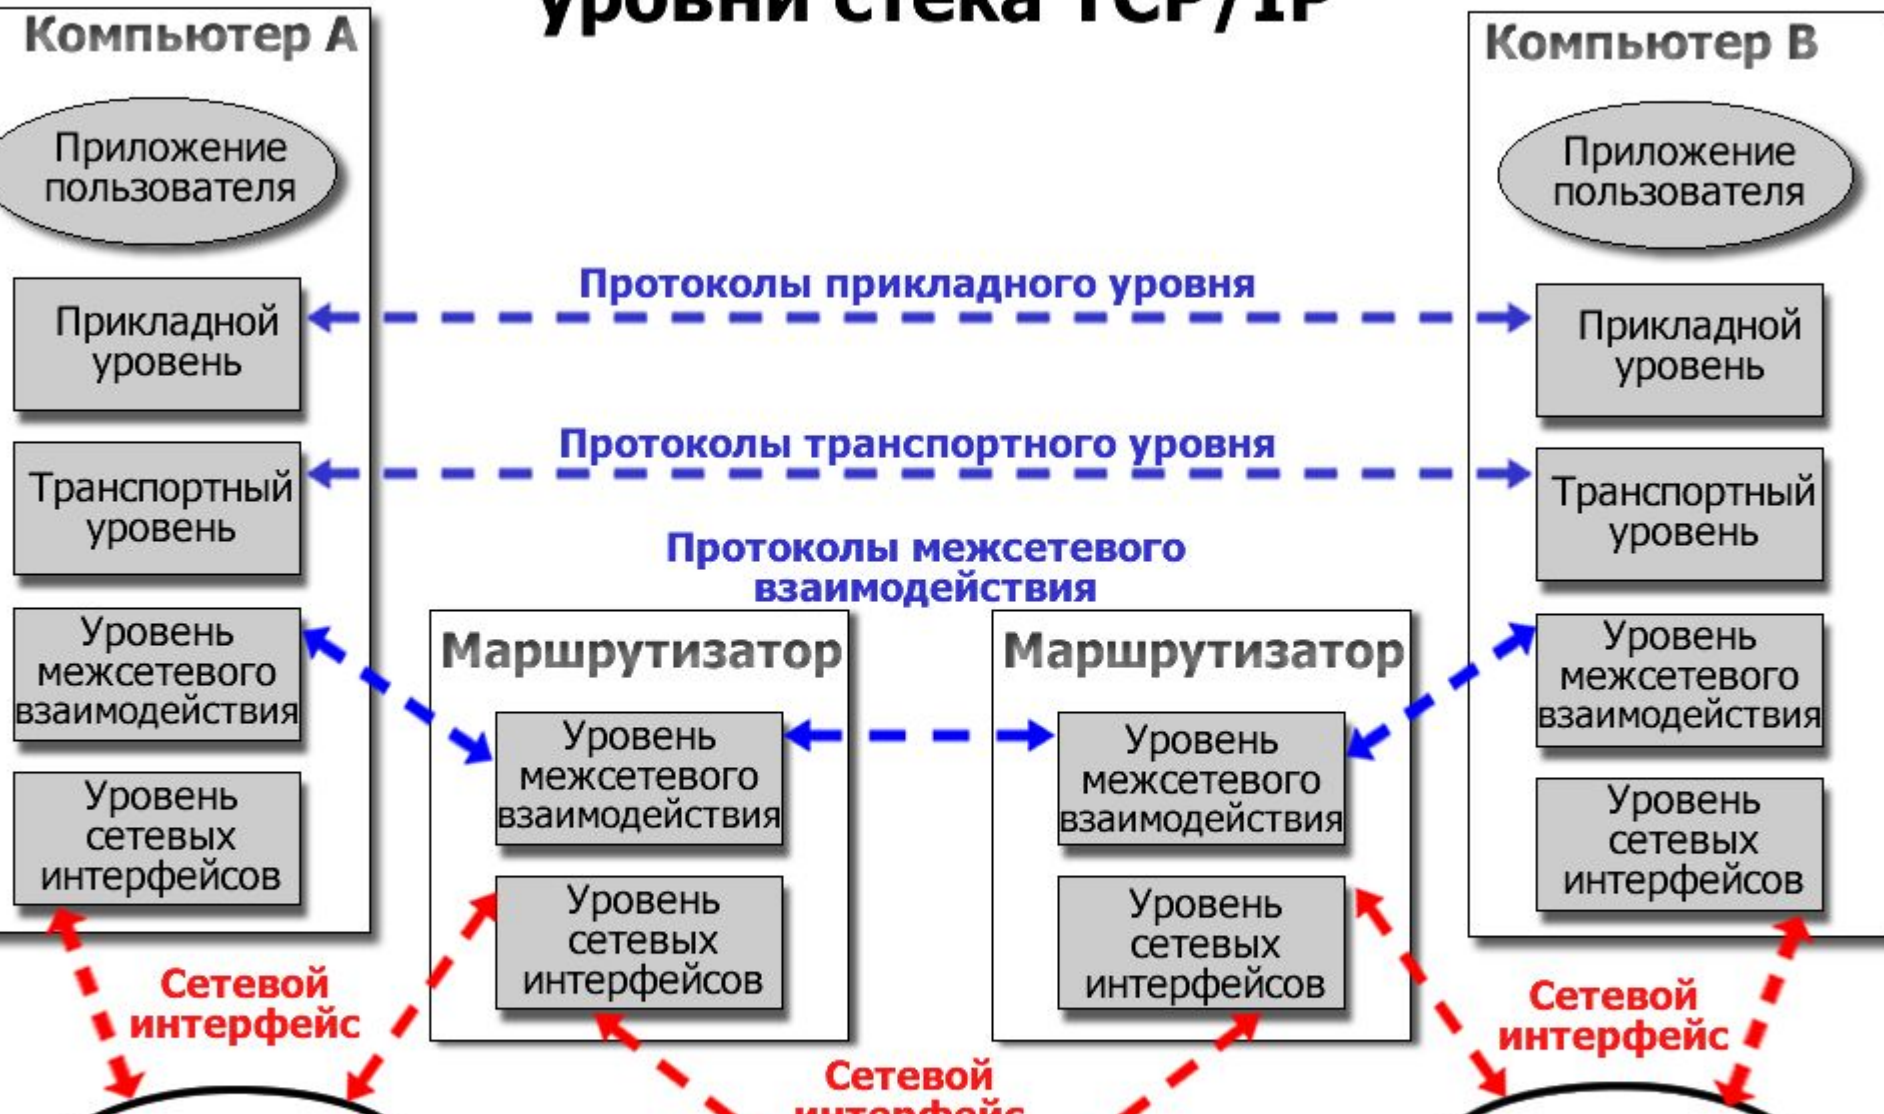 уровни стека TCP/IP
Компьютер А
Приложение
пользователя
Прикладной
уровень
Транспортный
уровень
Уровень
межсетевого
взаимодействия
Уровень
сетевых
интерфейсов
Протоколы прикладного уровня
Протоколы транспортного уровня
Протоколы межсетевого
взаимодействия
Маршрутизатор
Уровень
межсетевого
взаимодействия
Уровень
сетевых
интерфейсов
Маршрутизатор
Уровень
межсетевого
взаимодействия
Уровень
сетевых
интерфейсов
Компьютер В
Приложение
пользователя
Прикладной
уровень
Транспортный
уровень
Уровень
межсетевого
взаимодействия
Уровень
сетевых
интерфейсов
Сетевой
интерфейс
Сетевой
интерфейс
Сетевой
интерфейс